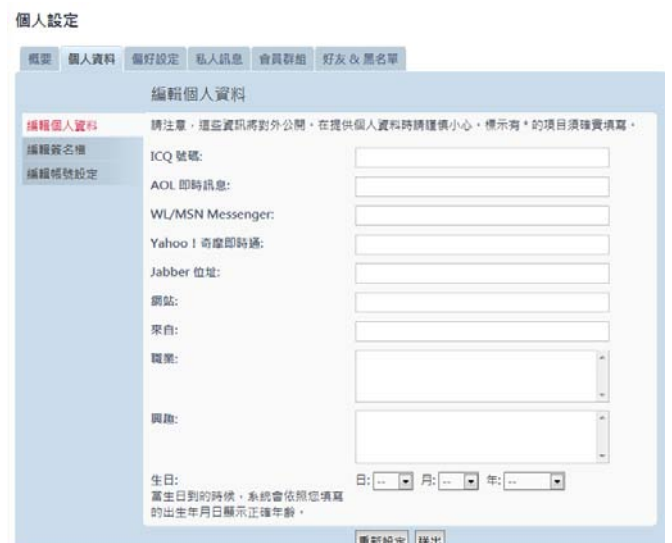 個人設定
概要 個人資料 偏好設定 私人訊息 會員群組 好友 & 黑名單
編輯個人資料
編輯個人資料
編輯簽名檔
編輯帳號設定
請注意，這些資訊將對外公開。在提供個人資料時請謹慎小心。標示有 * 的項目須確實填寫。
ICQ 號碼:
AOL 即時訊息:
WL/MSN Messenger:
Yahoo！奇摩即時通:
Jabber 位址:
網站:
來自:
職業:
興趣:
生日:
日: -- 月: -- 年: --
當生日到的時候，系統會依照您填寫
的出生年月日顯示正確年齡。
重新設定 送出